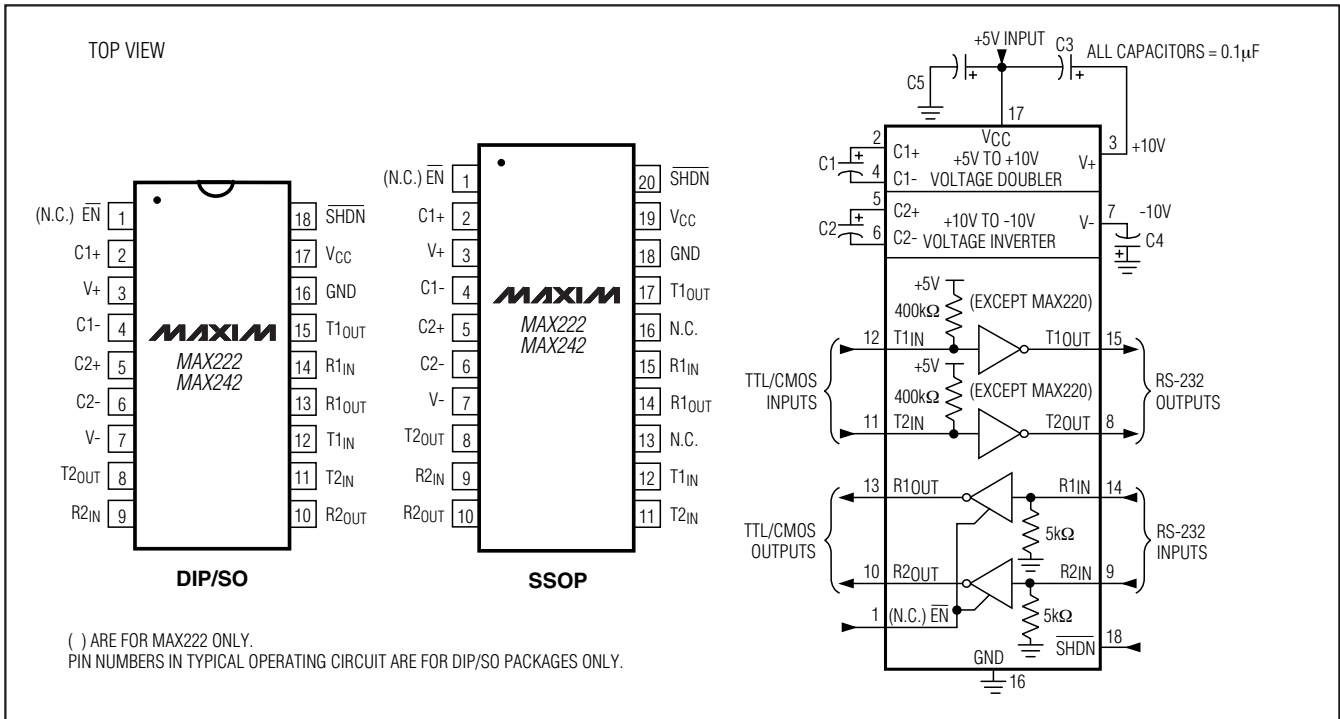 TOP VIEW
(N.C.) EN 1
C1+ 2
V+ 3
C1- 4
C2+ 5
C2- 6
V- 7
T2OUT 8
R2IN 9
18 SHDN
17 VCC
16 GND
15 T1OUT
14 R1IN
13 R1OUT
12 T1IN
11 T2IN
10 R2OUT
MAXIM
MAX222
MAX242
DIP/SO
(N.C.) EN 1
C1+ 2
V+ 3
C1- 4
C2+ 5
C2- 6
V- 7
T2OUT 8
R2IN 9
R2OUT 10
20 SHDN
19 VCC
18 GND
17 T1OUT
16 N.C.
15 R1IN
14 R1OUT
13 N.C.
12 T1IN
11 T2IN
MAXIM
MAX222
MAX242
SSOP
( ) ARE FOR MAX222 ONLY.
PIN NUMBERS IN TYPICAL OPERATING CIRCUIT ARE FOR DIP/SO PACKAGES ONLY.
+5V INPUT
C3
ALL CAPACITORS = 0.1μF
+
+
C5
17
VCC
2
C1+
+5V TO +10V
VOLTAGE DOUBLER
V+
3
+10V
C1
+
4
C1-
5
C2+
+10V TO -10V
VOLTAGE INVERTER
V-
7
-10V
C2
+
6
C2-
C4
+
+5V
400kΩ
(EXCEPT MAX220)
12
T1IN
T1OUT
15
+5V
400kΩ
(EXCEPT MAX220)
TTL/CMOS
INPUTS
RS-232
OUTPUTS
11
T2IN
T2OUT
8
13
R1OUT
R1IN
14
5kΩ
TTL/CMOS
OUTPUTS
RS-232
INPUTS
10
R2OUT
R2IN
9
5kΩ
1
(N.C.) EN
SHDN
18
GND
16